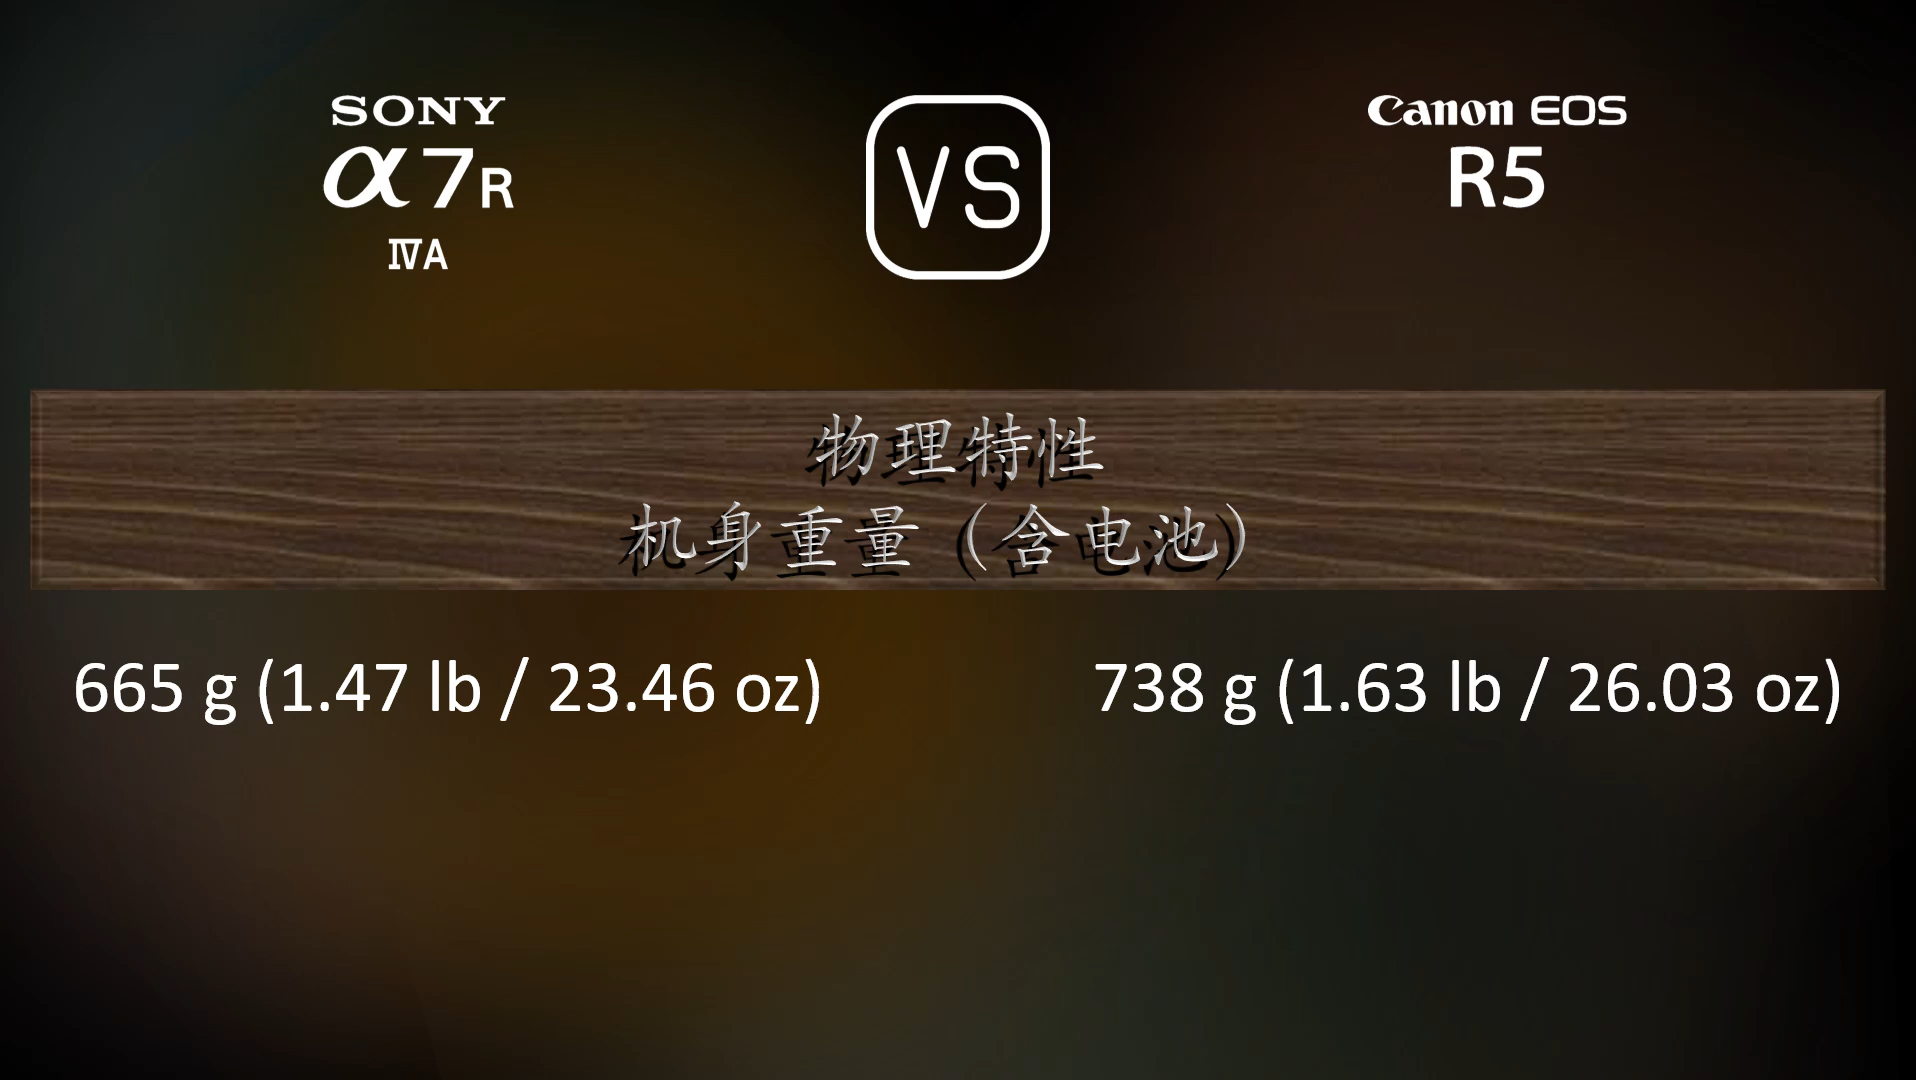 SONY
α7R
IVA
VS
Canon EOS
R5
物理特性
机身重量（含电池）
665 g (1.47 lb / 23.46 oz)
738 g (1.63 lb / 26.03 oz)